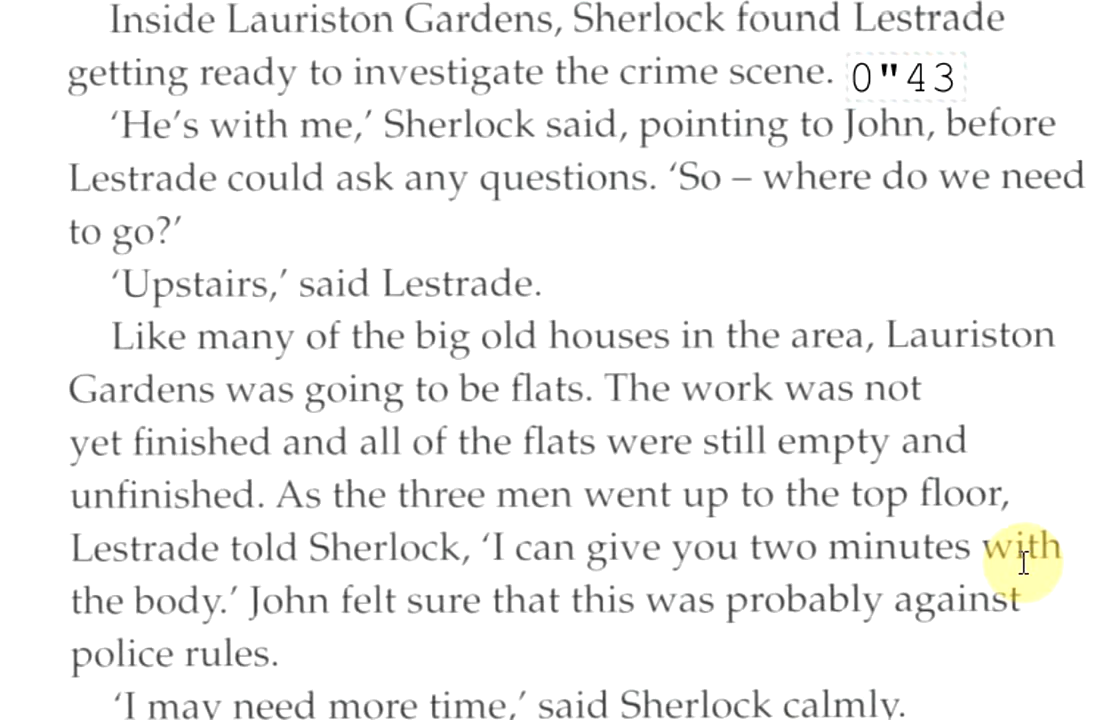 Inside Lauriston Gardens, Sherlock found Lestrade
getting ready to investigate the crime scene. 0"43
‘He’s with me,’ Sherlock said, pointing to John, before
Lestrade could ask any questions. ‘So – where do we need
to go?’
‘Upstairs,’ said Lestrade.
Like many of the big old houses in the area, Lauriston
Gardens was going to be flats. The work was not
yet finished and all of the flats were still empty and
unfinished. As the three men went up to the top floor,
Lestrade told Sherlock, ‘I can give you two minutes with
the body.’ John felt sure that this was probably against
police rules.
‘I may need more time,’ said Sherlock calmly.